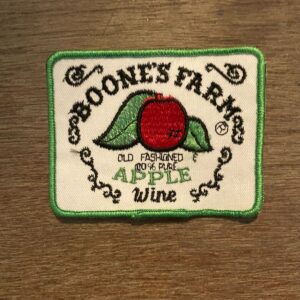 BOONE'S FARM
OLD FASHIONED &
100% PURE
APPLE
Wine